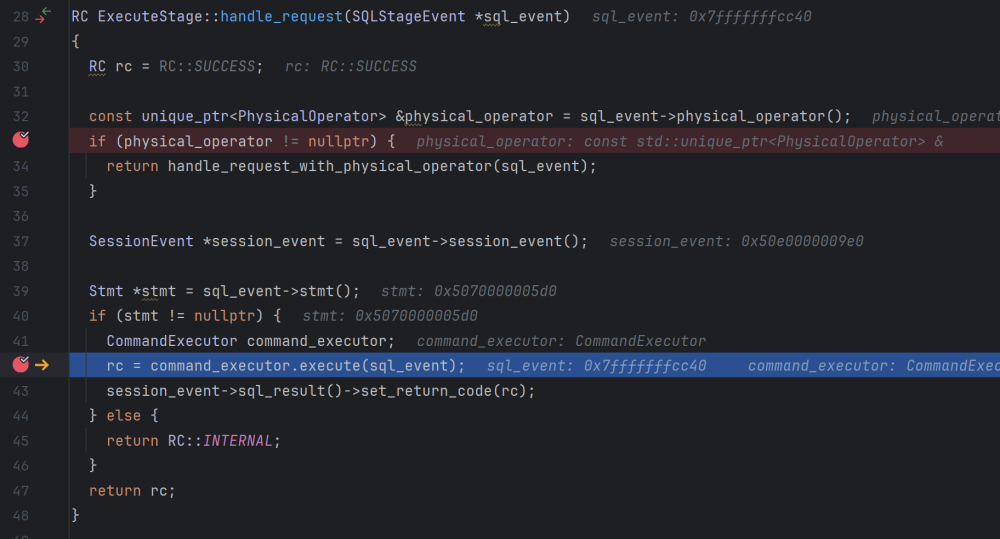 28 RC ExecuteStage::handle_request(SQLStageEvent *sql_event) sql_event: 0x7fffffffcc40
29 {
30 RC rc = RC::SUCCESS; rc: RC::SUCCESS
31
32 const unique_ptr<PhysicalOperator> &physical_operator = sql_event->physical_operator(); physical_operat
if (physical_operator != nullptr) { physical_operator: const std::unique_ptr<PhysicalOperator> &
34 return handle_request_with_physical_operator(sql_event);
35 }
36
37 SessionEvent *session_event = sql_event->session_event(); session_event: 0x50e0000009e0
38
39 Stmt *stmt = sql_event->stmt(); stmt: 0x5070000005d0
40 if (stmt != nullptr) { stmt: 0x5070000005d0
41 CommandExecutor command_executor; command_executor: CommandExecutor
rc = command_executor.execute(sql_event); sql_event: 0x7fffffffcc40 command_executor: CommandExec
43 session_event->sql_result()->set_return_code(rc);
44 } else {
45 return RC::INTERNAL;
46 }
47 return rc;
48 }